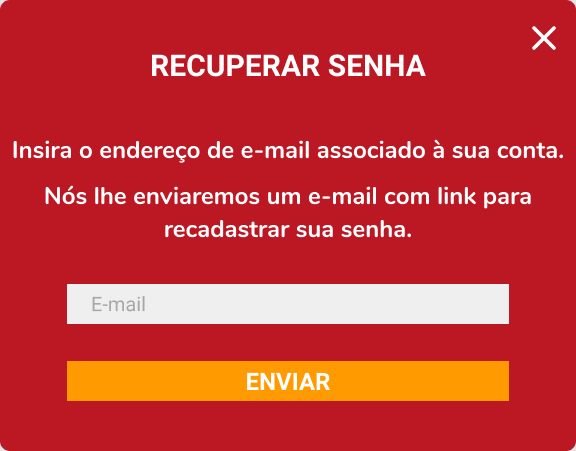 RECUPERAR SENHA
Insira o endereço de e-mail associado à sua conta.
Nós lhe enviaremos um e-mail com link para
recadastrar sua senha.
E-mail
ENVIAR